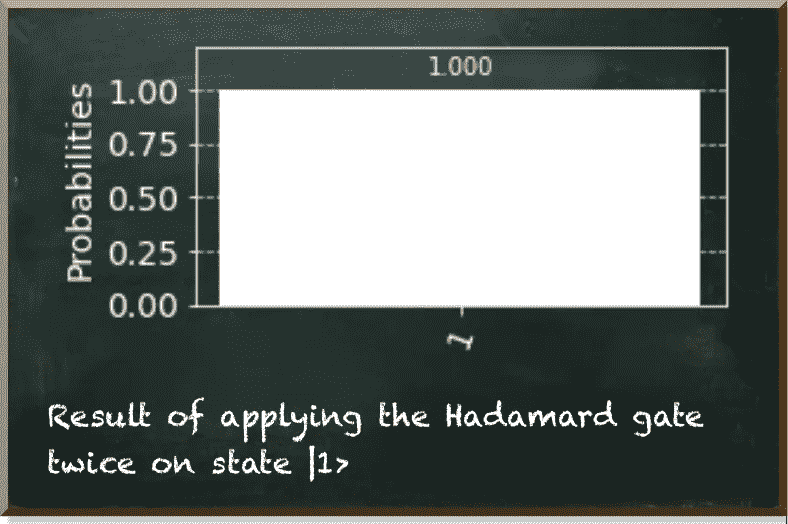 1.000
Probabilities
1.00
0.75
0.50
0.25
0.00
1
Result of applying the Hadamard gate
twice on state |1>